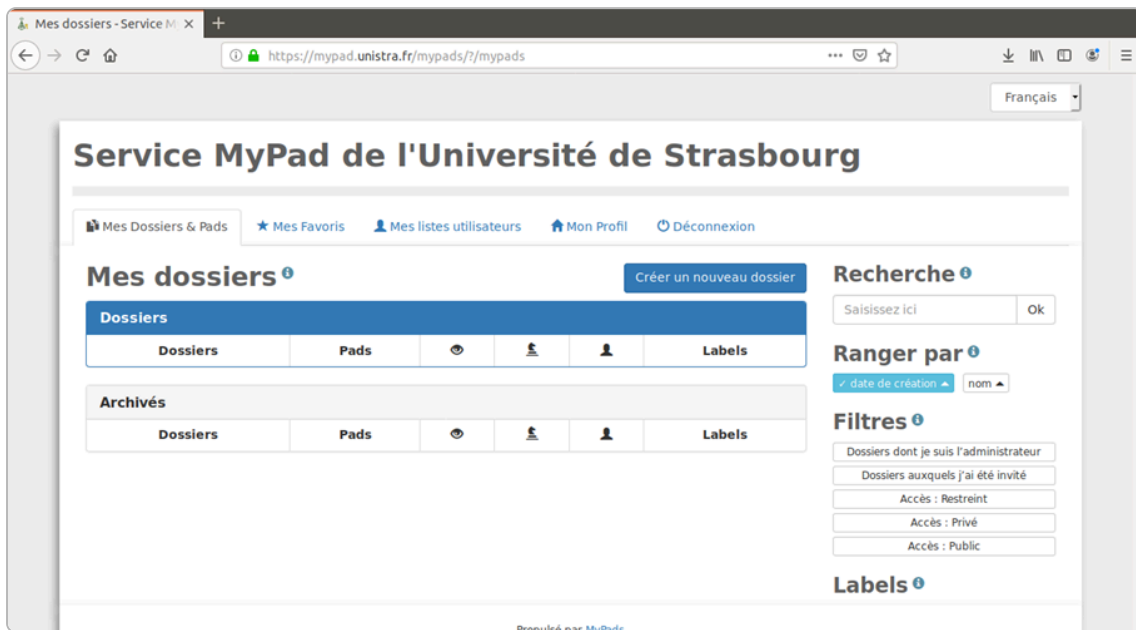 Mes dossiers - Service M
https://mypad.unistra.fr/mypads/?/mypads
Français
Service MyPad de l'Université de Strasbourg
Mes Dossiers & Pads Mes Favoris Mes listes utilisateurs Mon Profil Déconnexion
Mes dossiers
Créer un nouveau dossier
Dossiers
Dossiers Pads Labels
Archivés
Dossiers Pads Labels
Recherche
Saisissez ici Ok
Ranger par
✓ date de création nom
Filtres
Dossiers dont je suis l'administrateur
Dossiers auxquels j'ai été invité
Accès : Restreint
Accès : Privé
Accès : Public
Labels
Propulsé par MyPads